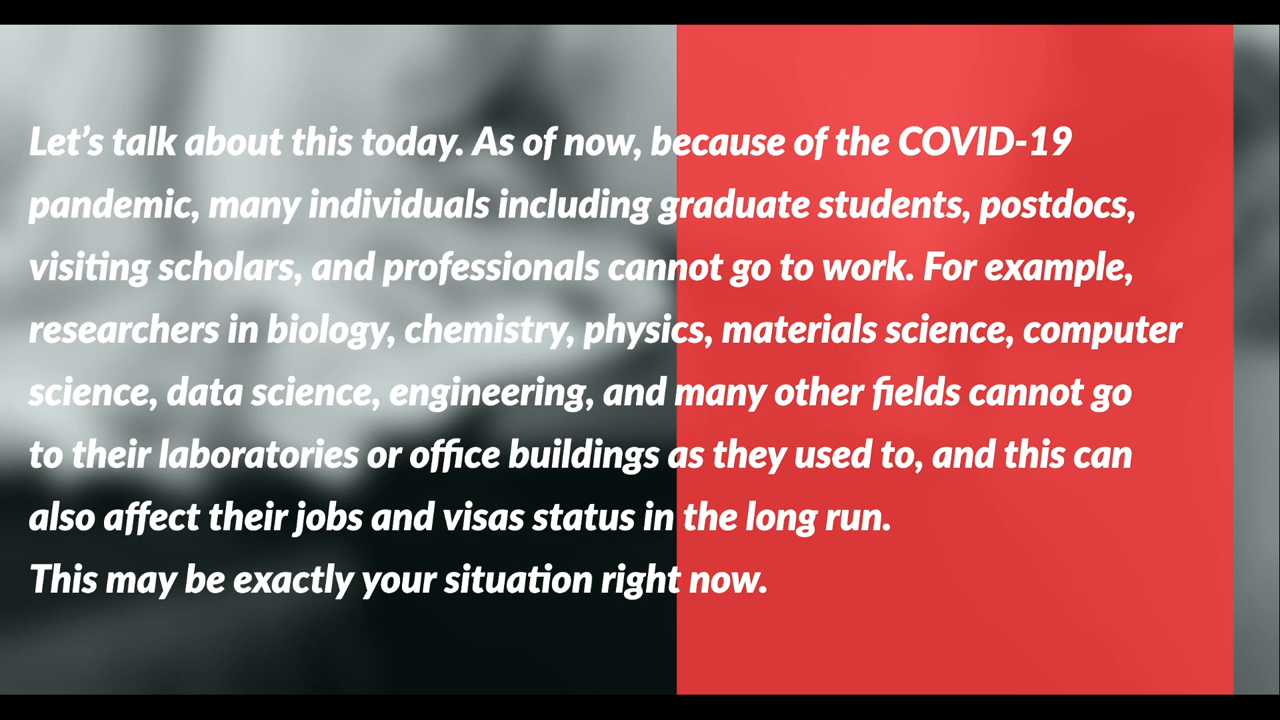 Let’s talk about this today. As of now, because of the COVID-19
pandemic, many individuals including graduate students, postdocs,
visiting scholars, and professionals cannot go to work. For example,
researchers in biology, chemistry, physics, materials science, computer
science, data science, engineering, and many other fields cannot go
to their laboratories or office buildings as they used to, and this can
also affect their jobs and visas status in the long run.
This may be exactly your situation right now.